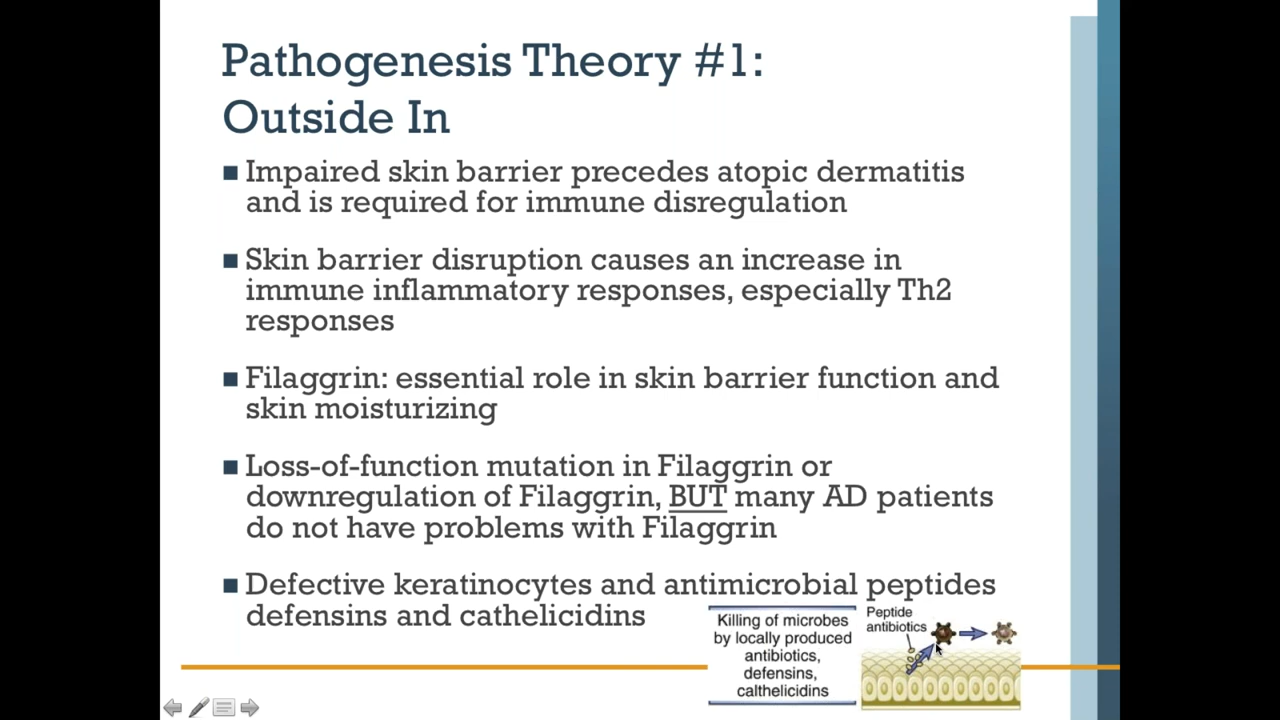 Pathogenesis Theory #1:
Outside In
Impaired skin barrier precedes atopic dermatitis
and is required for immune disregulation
Skin barrier disruption causes an increase in
immune inflammatory responses, especially Th2
responses
Filaggrin: essential role in skin barrier function and
skin moisturizing
Loss-of-function mutation in Filaggrin or
downregulation of Filaggrin, BUT many AD patients
do not have problems with Filaggrin
Defective keratinocytes and antimicrobial peptides
defensins and cathelicidins
Killing of microbes
by locally produced
antibiotics,
defensins,
calthelicidins
Peptide
antibiotics